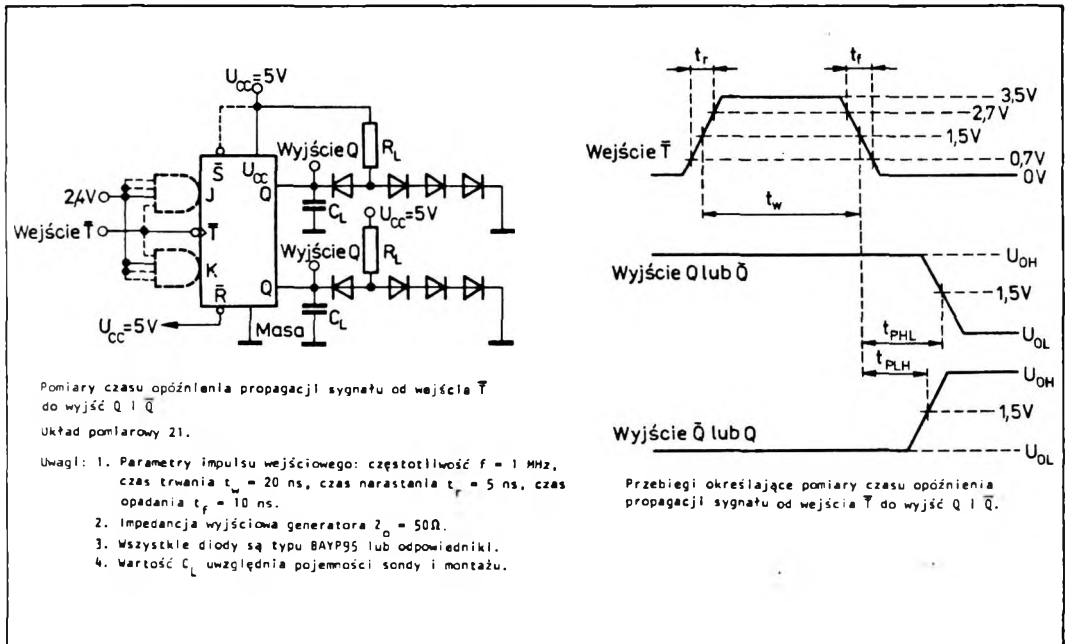 U_CC=5V
Wyjście Q
R_L
S̄
U_CC
2,4V
J
Q
C_L
U_CC=5V
Wejście T̄
T̄
Wyjście Q
R_L
K
Q
R̄
C_L
U_CC=5V
Masa
Pomiary czasu opóźnienia propagacji sygnału od wejścia T̄
do wyjść Q i Q̄
Układ pomiarowy 21.
Uwagi: 1. Parametry impulsu wejściowego: częstotliwość f = 1 MHz,
czas trwania t_w = 20 ns, czas narastania t_r = 5 ns, czas
opadania t_f = 10 ns.
2. Impedancja wyjściowa generatora Z_o = 50Ω.
3. Wszystkie diody są typu BAYP95 lub odpowiedniki.
4. Wartość C_L uwzględnia pojemności sondy i montażu.
t_r
t_f
3,5V
2,7V
1,5V
Wejście T̄
0,7V
0V
t_w
U_OH
Wyjście Q lub Q̄
1,5V
t_PHL
U_OL
t_PLH
U_OH
1,5V
Wyjście Q̄ lub Q
U_OL
Przebiegi określające pomiary czasu opóźnienia
propagacji sygnału od wejścia T̄ do wyjść Q i Q̄.